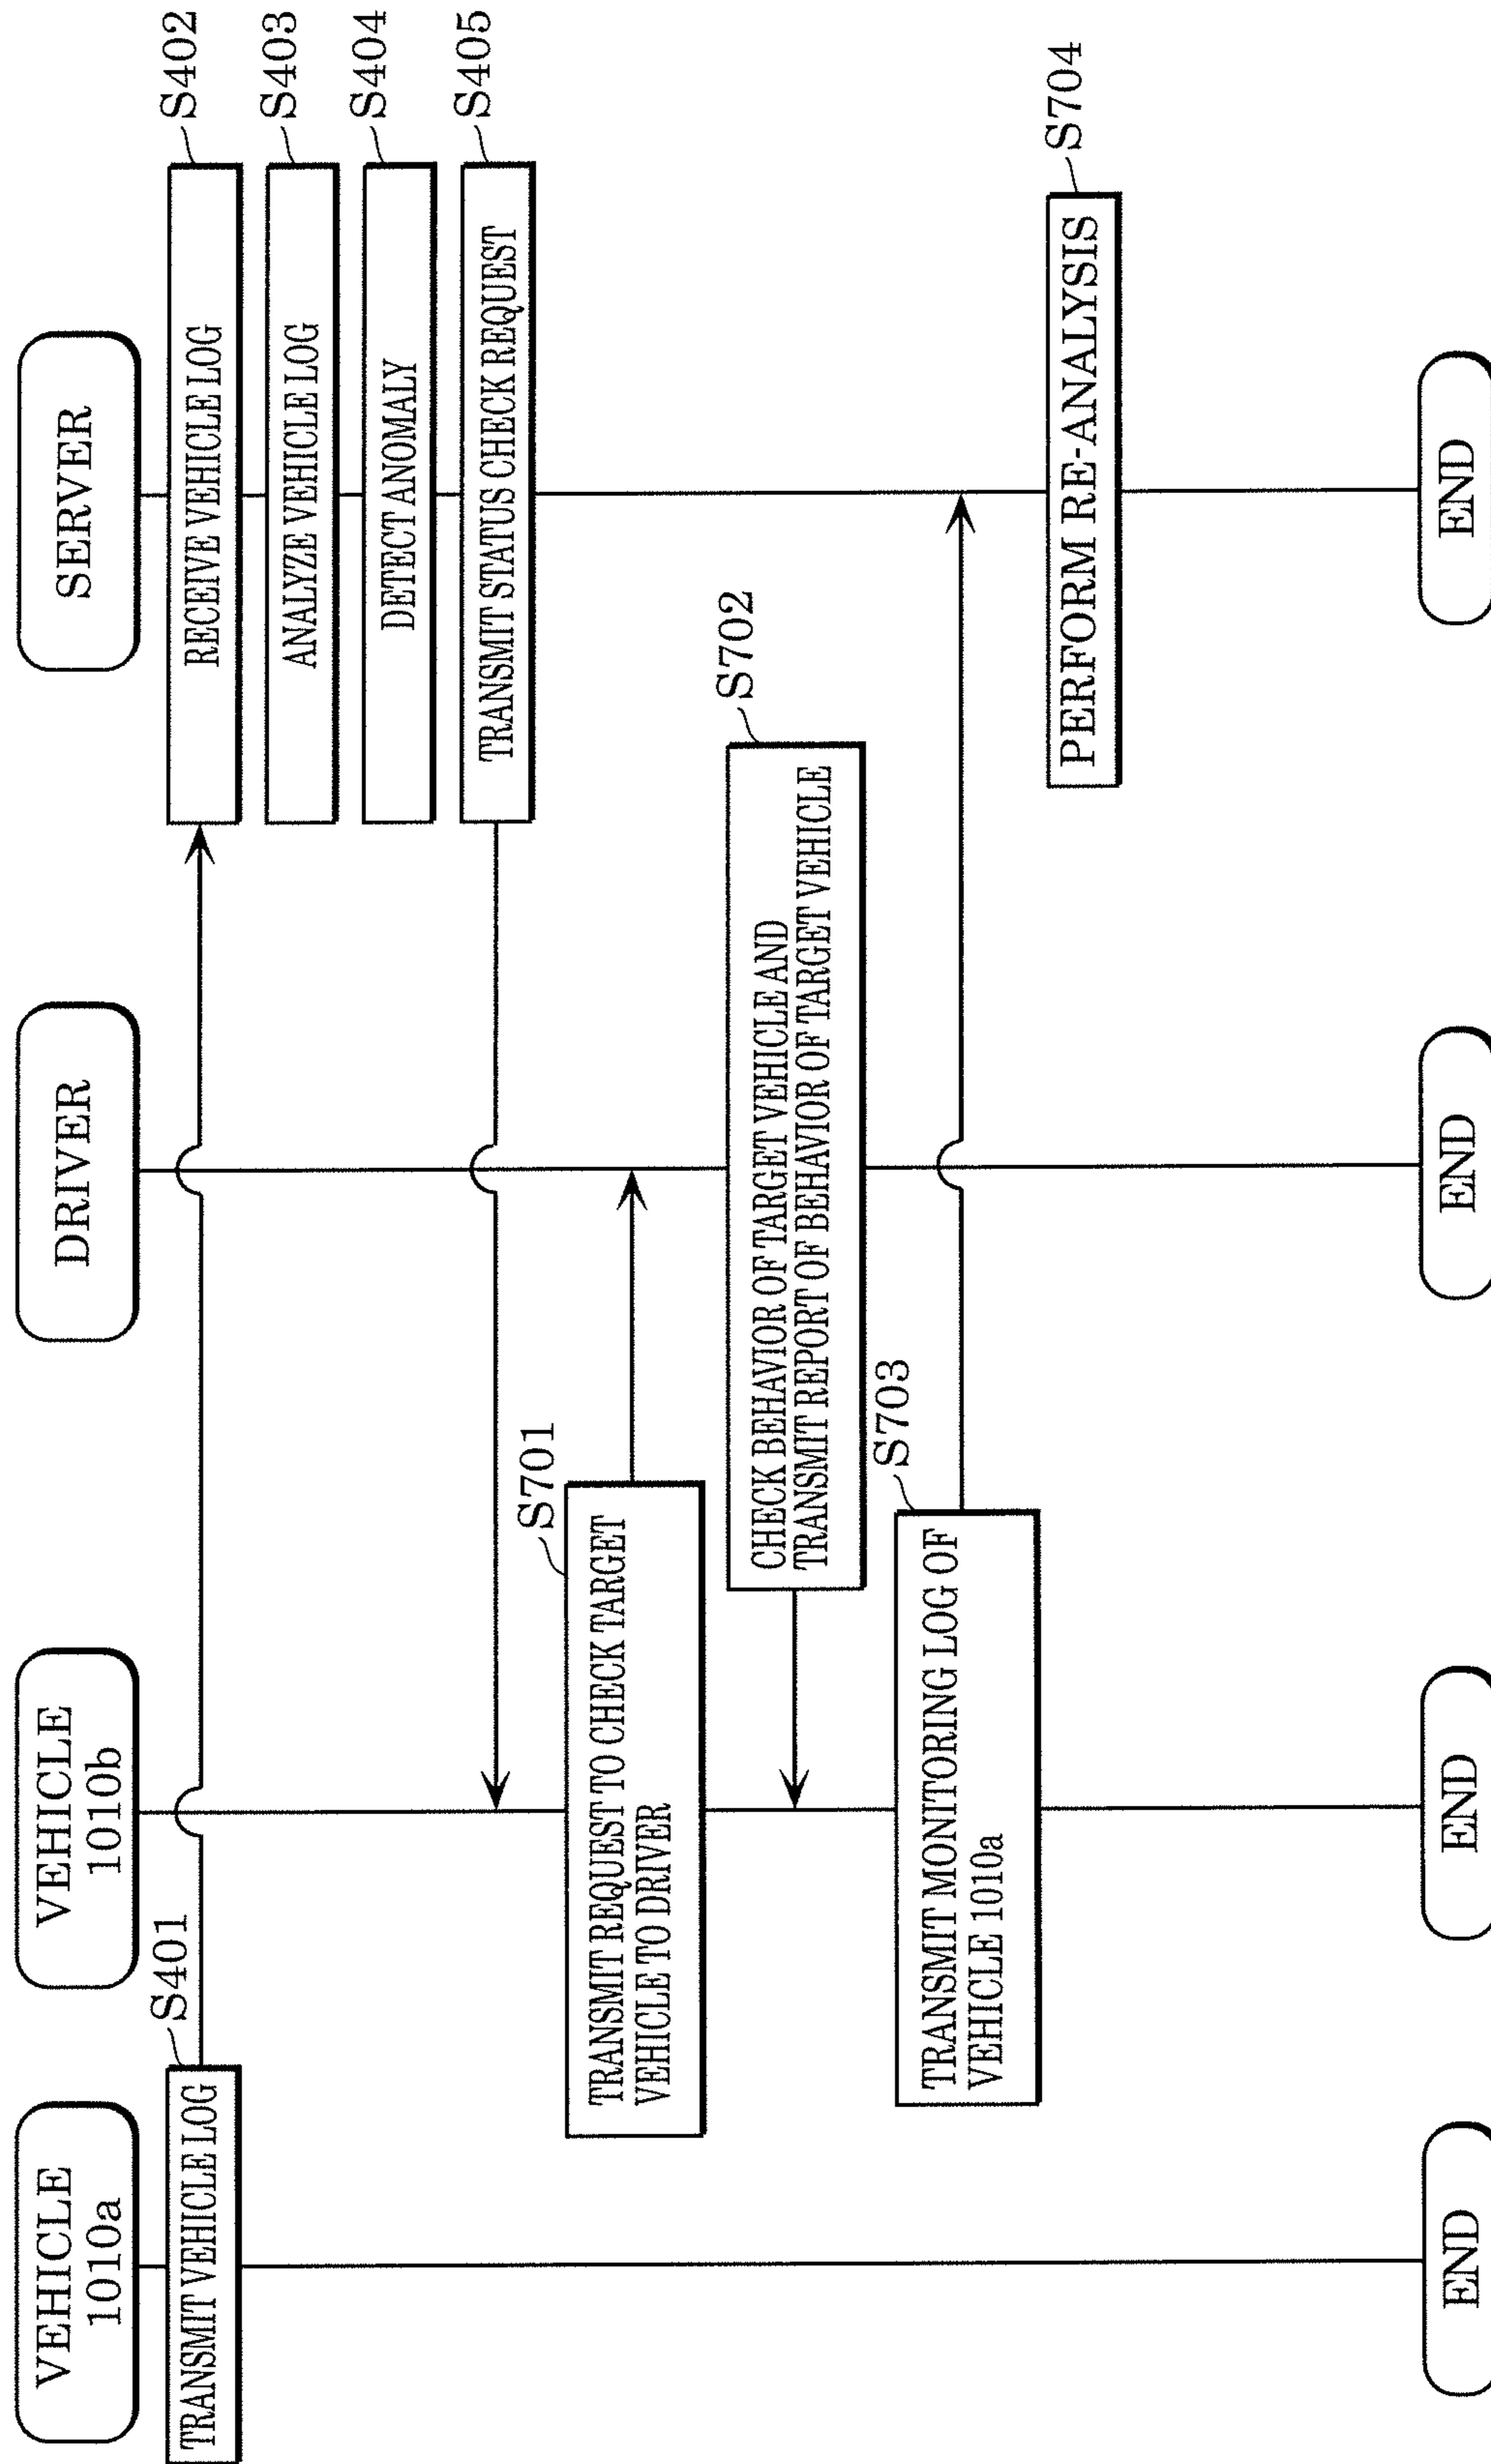 VEHICLE
1010a
VEHICLE
1010b
DRIVER
SERVER
S401
TRANSMIT VEHICLE LOG
S402
RECEIVE VEHICLE LOG
S403
ANALYZE VEHICLE LOG
S404
DETECT ANOMALY
S405
TRANSMIT STATUS CHECK REQUEST
S701
TRANSMIT REQUEST TO CHECK TARGET
VEHICLE TO DRIVER
S702
CHECK BEHAVIOR OF TARGET VEHICLE AND
TRANSMIT REPORT OF BEHAVIOR OF TARGET VEHICLE
S703
TRANSMIT MONITORING LOG OF
VEHICLE 1010a
S704
PERFORM RE-ANALYSIS
END
END
END
END